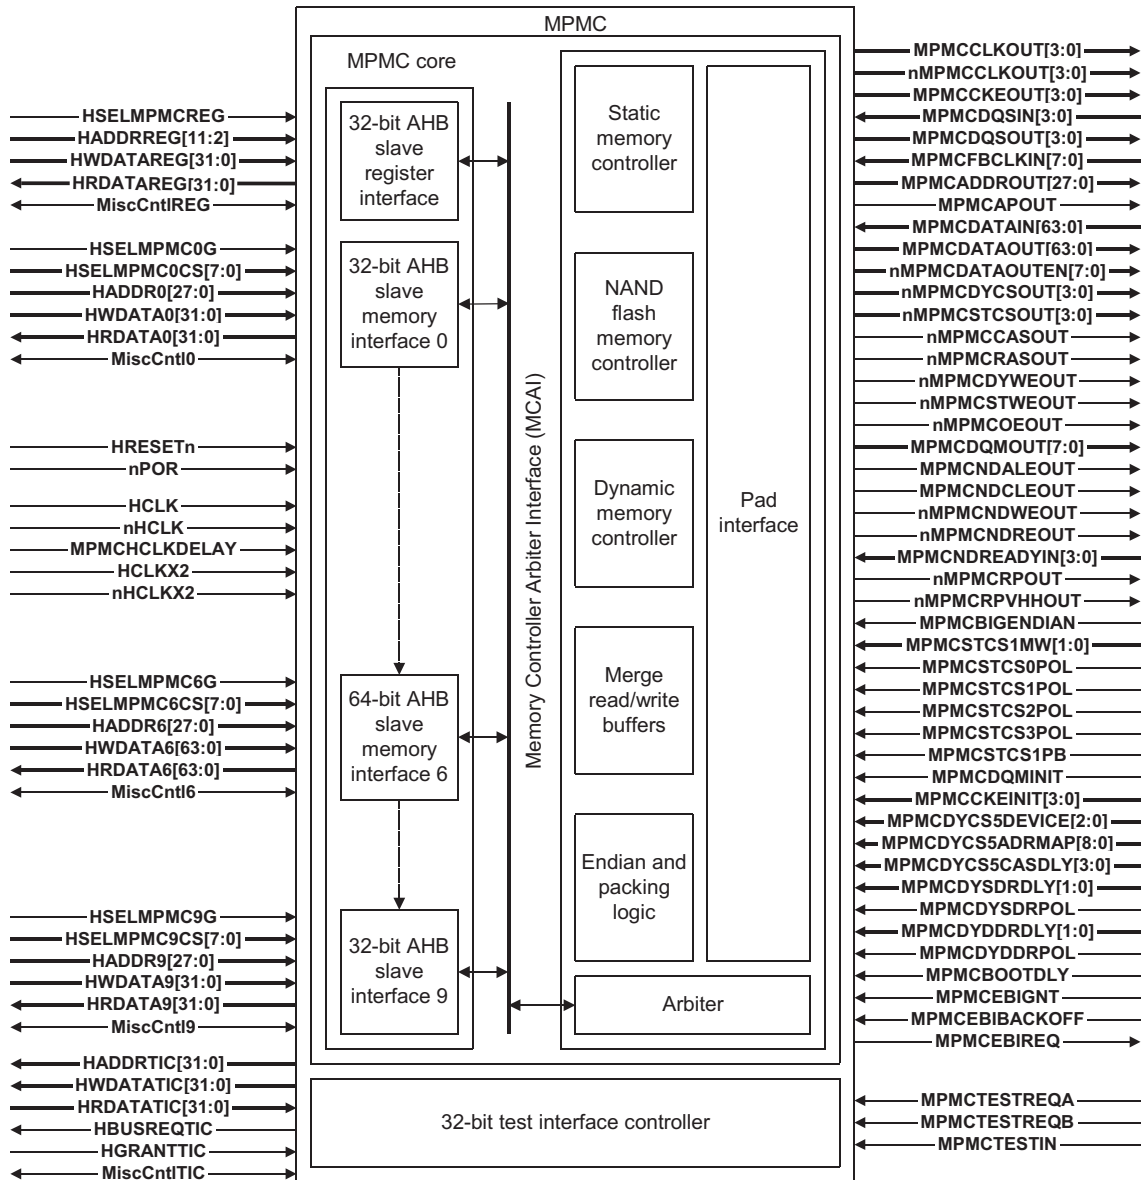 MPMC
MPMC core
HSELMPMCREG
HADDRREG[11:2]
HWDATAREG[31:0]
HRDATAREG[31:0]
MiscCntlREG
HSELMPMC0G
HSELMPMC0CS[7:0]
HADDR0[27:0]
HWDATA0[31:0]
HRDATA0[31:0]
MiscCntl0
HRESETn
nPOR
HCLK
nHCLK
MPMCHCLKDELAY
HCLKX2
nHCLKX2
HSELMPMC6G
HSELMPMC6CS[7:0]
HADDR6[27:0]
HWDATA6[63:0]
HRDATA6[63:0]
MiscCntl6
HSELMPMC9G
HSELMPMC9CS[7:0]
HADDR9[27:0]
HWDATA9[31:0]
HRDATA9[31:0]
MiscCntl9
HADDRTIC[31:0]
HWDATATIC[31:0]
HRDATATIC[31:0]
HBUSREQTIC
HGRANTTIC
MiscCntlTIC
32-bit AHB
slave
register
interface
32-bit AHB
slave
memory
interface 0
64-bit AHB
slave
memory
interface 6
32-bit AHB
slave
interface 9
Memory Controller Arbiter Interface (MCAI)
Static
memory
controller
NAND
flash
memory
controller
Dynamic
memory
controller
Merge
read/write
buffers
Endian and
packing
logic
Pad
interface
Arbiter
32-bit test interface controller
MPMCCLKOUT[3:0]
nMPMCCLKOUT[3:0]
MPMCCKEOUT[3:0]
MPMCDQSIN[3:0]
MPMCDQSOUT[3:0]
MPMCFBCLKIN[7:0]
MPMCADDROUT[27:0]
MPMCAPOUT
MPMCDATAIN[63:0]
MPMCDATAOUT[63:0]
nMPMCDATAOUTEN[7:0]
nMPMCDYCSOUT[3:0]
nMPMCSTCSOUT[3:0]
nMPMCCASOUT
nMPMCRASOUT
nMPMCDYWEOUT
nMPMCSTWEOUT
nMPMCOEOUT
MPMCDQMOUT[7:0]
MPMCNDALEOUT
MPMCNDCLEOUT
nMPMCNDWEOUT
nMPMCNDREOUT
MPMCNDREADYIN[3:0]
nMPMCRPOUT
nMPMCRPVHHOUT
MPMCBIGENDIAN
MPMCSTCS1MW[1:0]
MPMCSTCS0POL
MPMCSTCS1POL
MPMCSTCS2POL
MPMCSTCS3POL
MPMCSTCS1PB
MPMCDQMINIT
MPMCCKEINIT[3:0]
MPMCDYCS5DEVICE[2:0]
MPMCDYCS5ADRMAP[8:0]
MPMCDYCS5CASDLY[3:0]
MPMCDYSDRDLY[1:0]
MPMCDYSDRPOL
MPMCDYDDRDLY[1:0]
MPMCDYDDRPOL
MPMCBOOTDLY
MPMCEBIGNT
MPMCEBIBACKOFF
MPMCEBIREQ
MPMCTESTREQA
MPMCTESTREQB
MPMCTESTIN